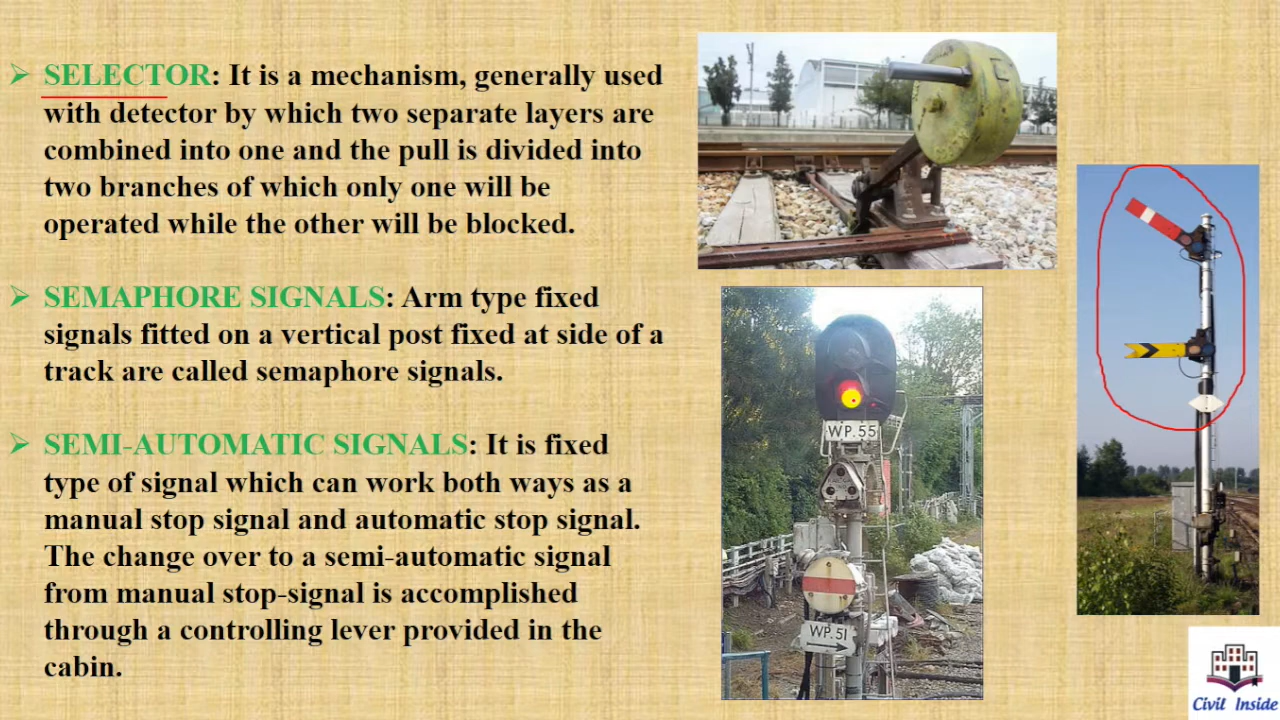 ➢ SELECTOR: It is a mechanism, generally used
with detector by which two separate layers are
combined into one and the pull is divided into
two branches of which only one will be
operated while the other will be blocked.
➢ SEMAPHORE SIGNALS: Arm type fixed
signals fitted on a vertical post fixed at side of a
track are called semaphore signals.
➢ SEMI-AUTOMATIC SIGNALS: It is fixed
type of signal which can work both ways as a
manual stop signal and automatic stop signal.
The change over to a semi-automatic signal
from manual stop-signal is accomplished
through a controlling lever provided in the
cabin.
WP.55
WP.51
Civil Inside